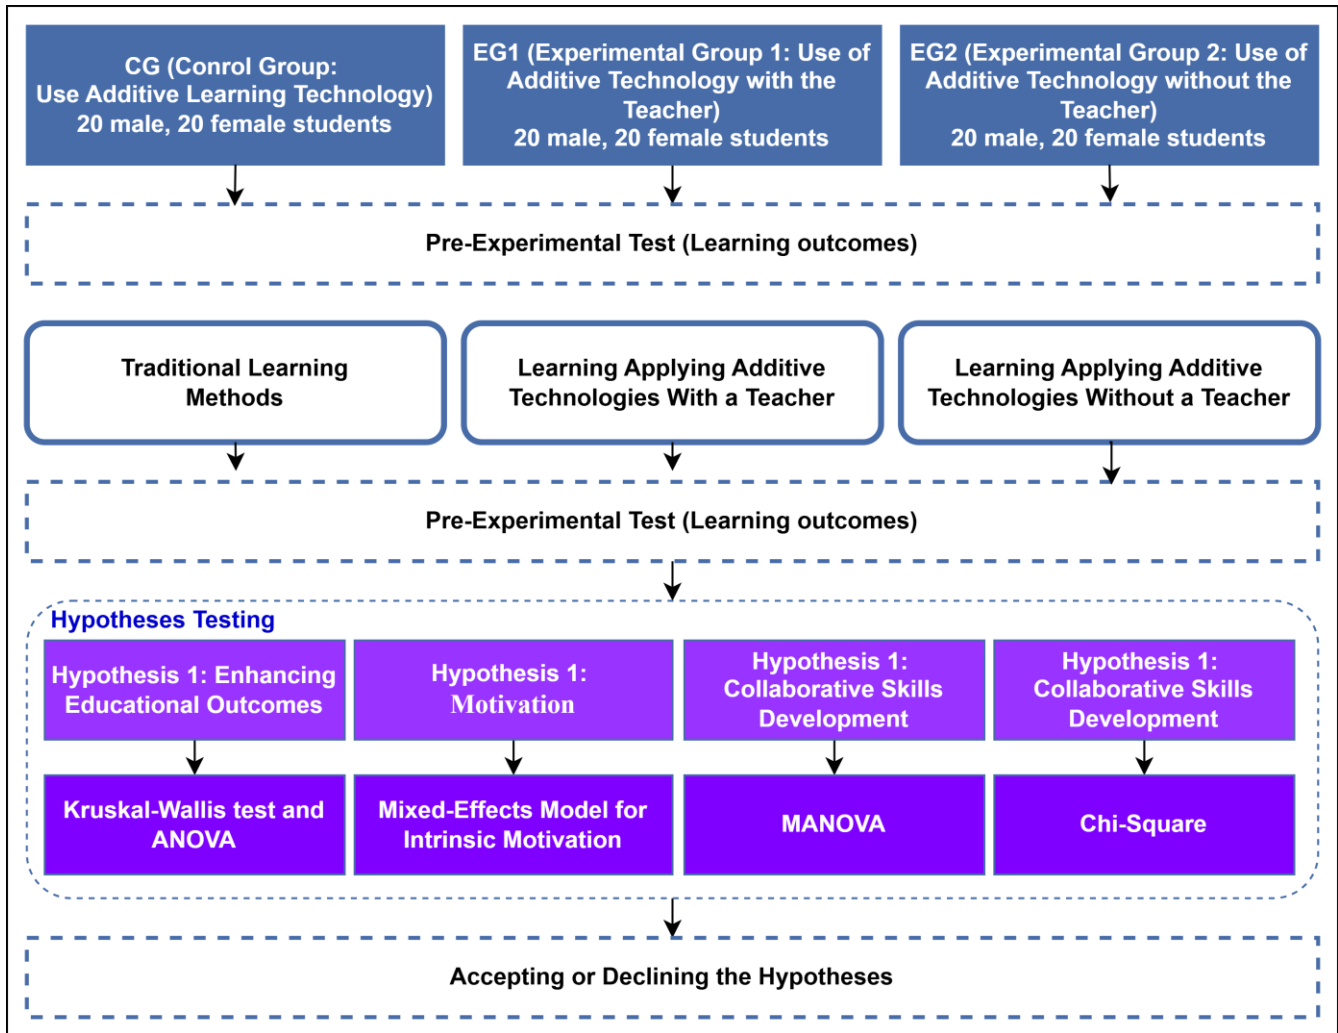 CG (Conrol Group:
Use Additive Learning Technology)
20 male, 20 female students
EG1 (Experimental Group 1: Use of
Additive Technology with the
Teacher)
20 male, 20 female students
EG2 (Experimental Group 2: Use of
Additive Technology without the
Teacher)
20 male, 20 female students
Pre-Experimental Test (Learning outcomes)
Traditional Learning
Methods
Learning Applying Additive
Technologies With a Teacher
Learning Applying Additive
Technologies Without a Teacher
Pre-Experimental Test (Learning outcomes)
Hypotheses Testing
Hypothesis 1: Enhancing
Educational Outcomes
Hypothesis 1:
Motivation
Hypothesis 1:
Collaborative Skills
Development
Hypothesis 1:
Collaborative Skills
Development
Kruskal-Wallis test and
ANOVA
Mixed-Effects Model for
Intrinsic Motivation
MANOVA
Chi-Square
Accepting or Declining the Hypotheses